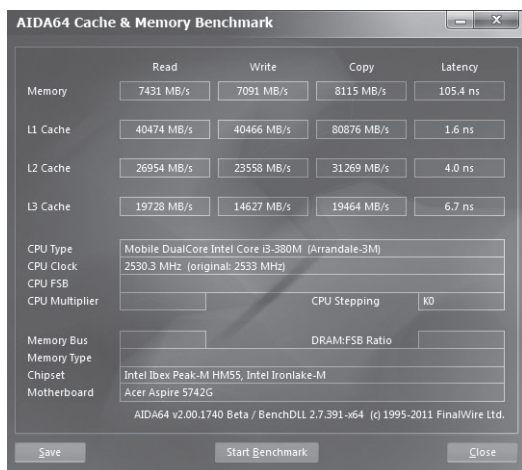 AIDA64 Cache & Memory Benchmark
Read Write Copy Latency
Memory 7431 MB/s 7091 MB/s 8115 MB/s 105.4 ns
L1 Cache 40474 MB/s 40466 MB/s 80876 MB/s 1.6 ns
L2 Cache 26954 MB/s 23558 MB/s 31269 MB/s 4.0 ns
L3 Cache 19728 MB/s 14627 MB/s 19464 MB/s 6.7 ns
CPU Type Mobile DualCore Intel Core i3-380M (Arrandale-3M)
CPU Clock 2530.3 MHz (original: 2533 MHz)
CPU FSB
CPU Multiplier CPU Stepping K0
Memory Bus DRAM:FSB Ratio
Memory Type
Chipset Intel Ibex Peak-M HM55, Intel Ironlake-M
Motherboard Acer Aspire 5742G
AIDA64 v2.00.1740 Beta / BenchDLL 2.7.391-x64 (c) 1995-2011 FinalWire Ltd.
Save Start Benchmark Close